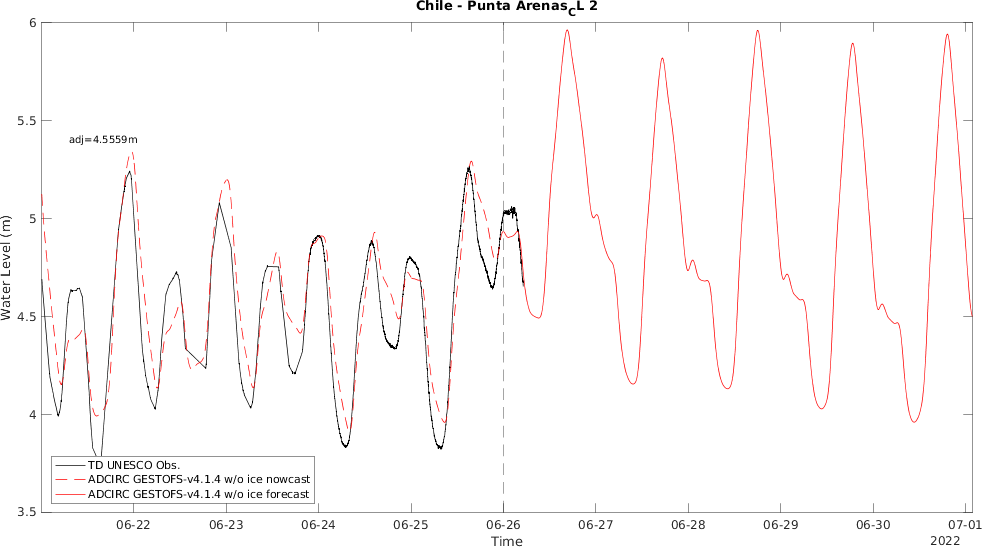 Chile - Punta Arenas_CL 2
6
5.5
5
4.5
4
3.5
Water Level (m)
adj=4.5559m
TD UNESCO Obs.
ADCIRC GESTOFS-v4.1.4 w/o ice nowcast
ADCIRC GESTOFS-v4.1.4 w/o ice forecast
06-22 06-23 06-24 06-25 06-26 06-27 06-28 06-29 06-30 07-01
Time
2022